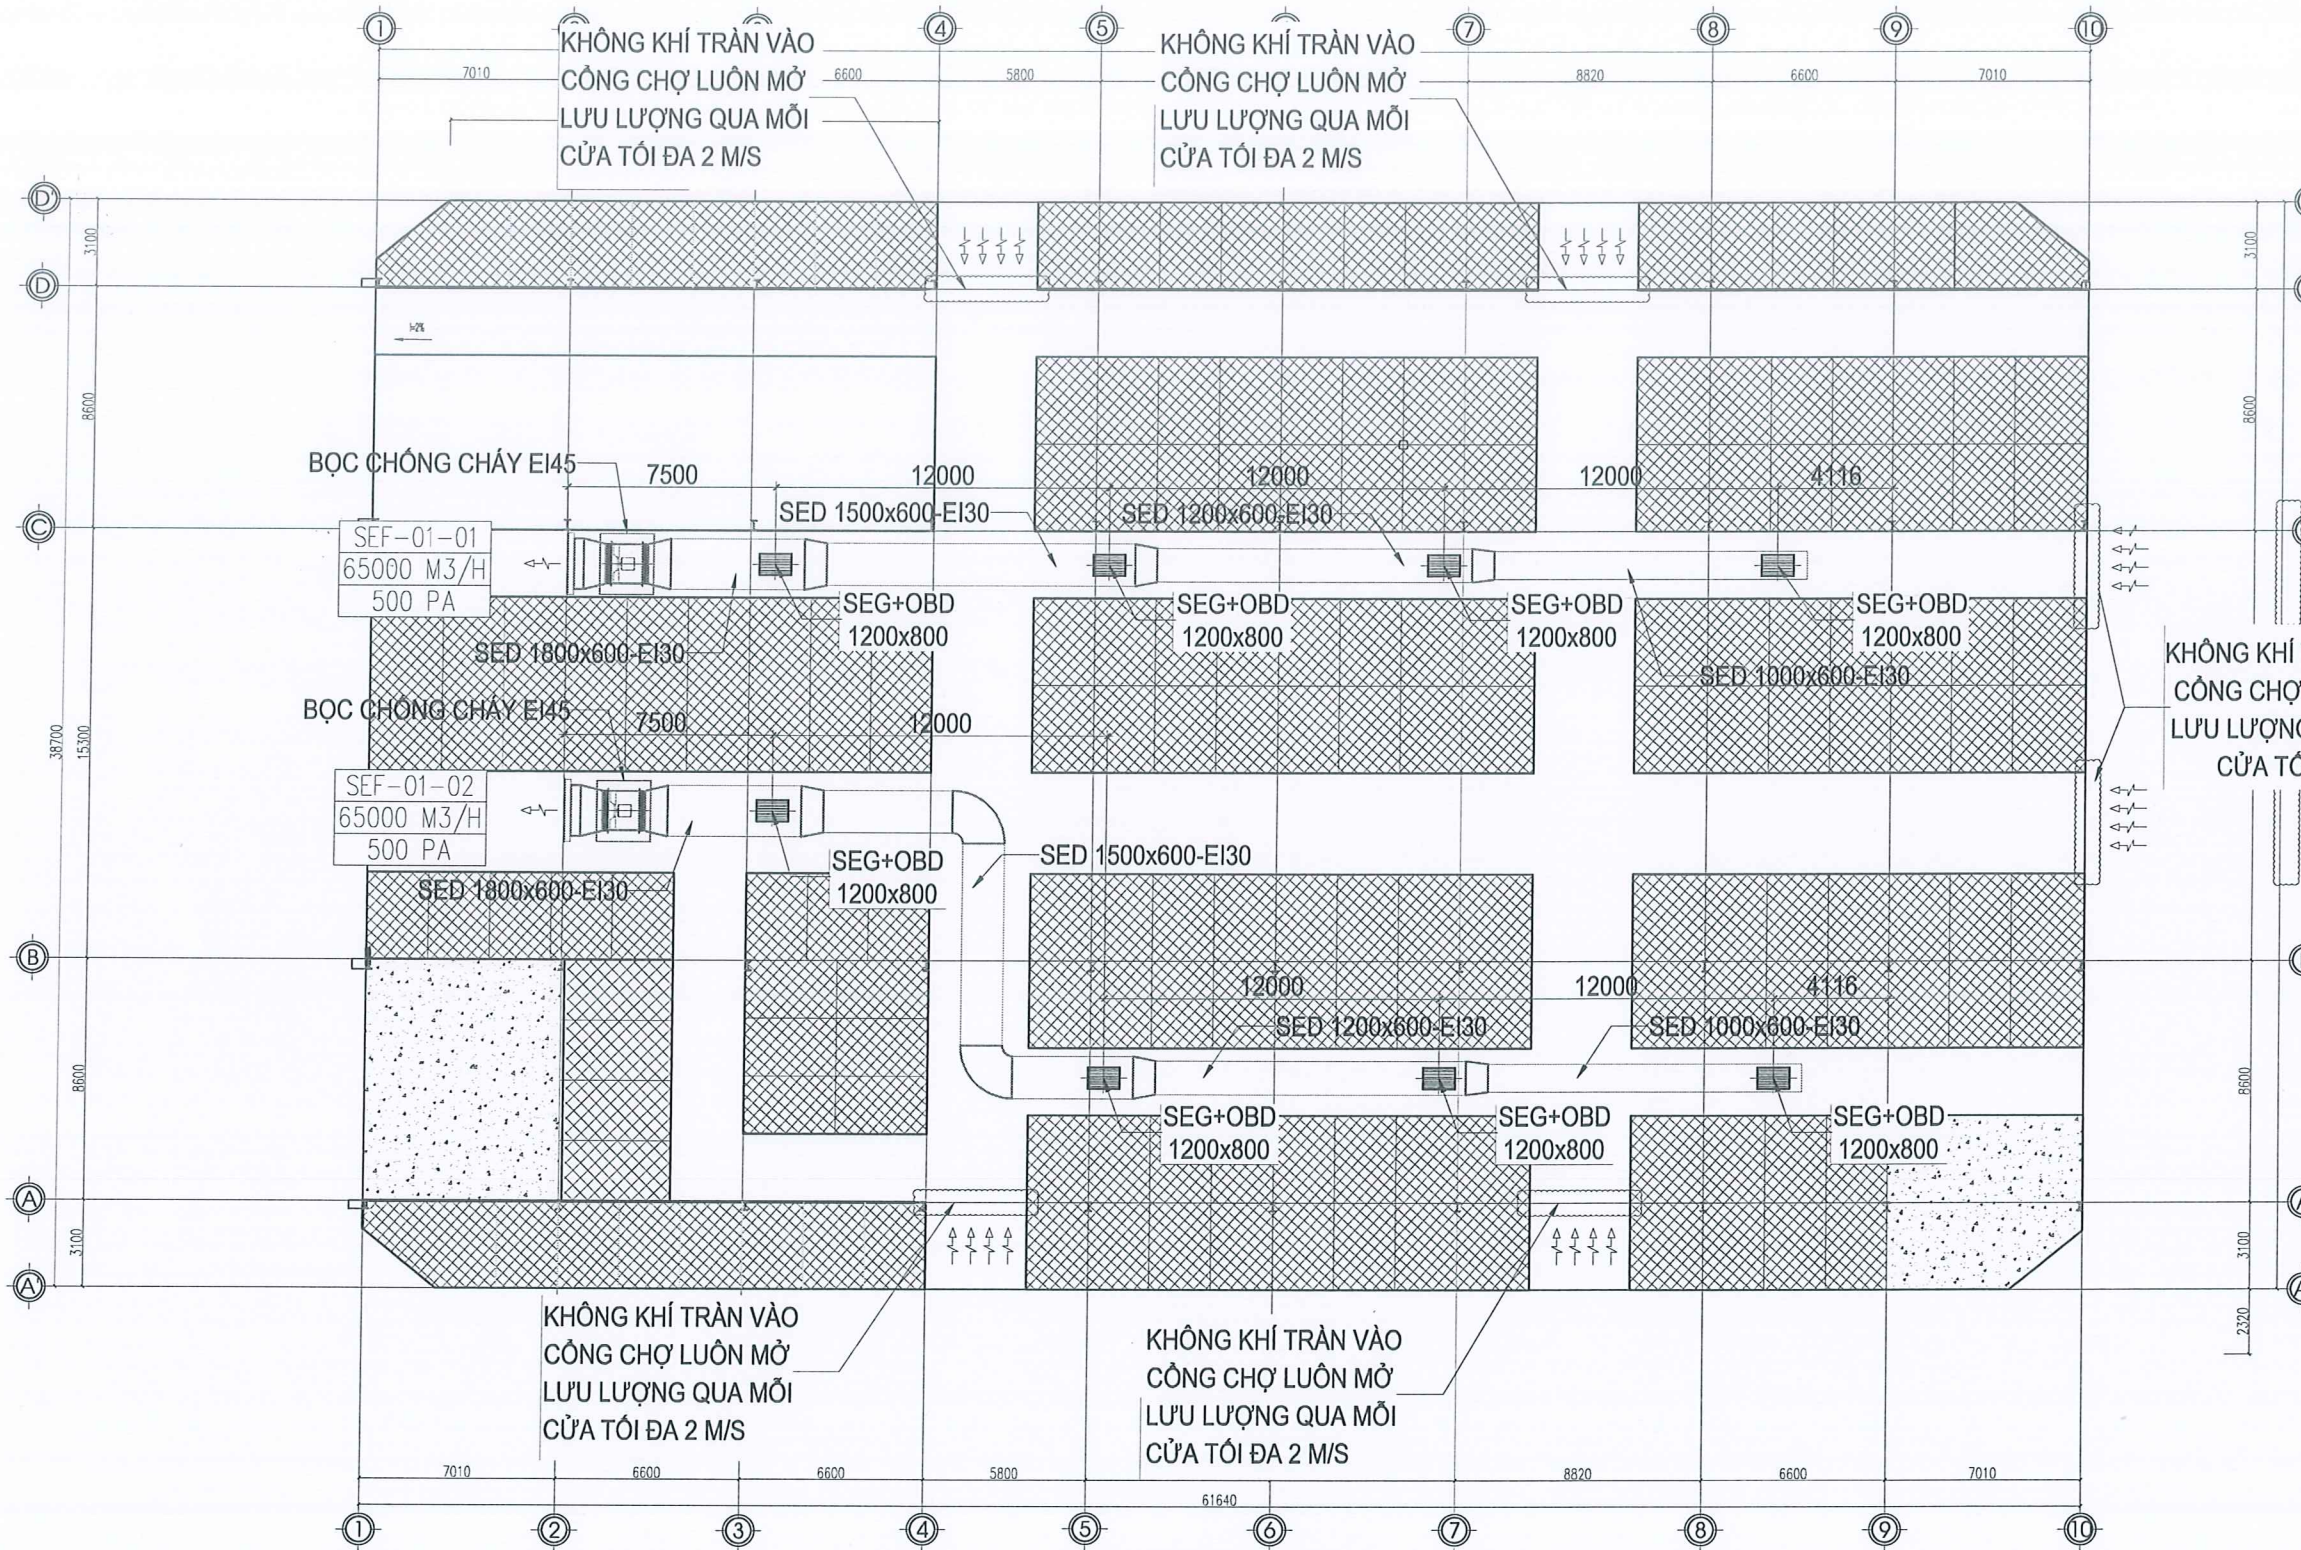 1
4
5
7
8
9
10
KHÔNG KHÍ TRÀN VÀO
CỔNG CHỢ LUÔN MỞ
LƯU LƯỢNG QUA MỖI
CỬA TỐI ĐA 2 M/S
KHÔNG KHÍ TRÀN VÀO
CỔNG CHỢ LUÔN MỞ
LƯU LƯỢNG QUA MỖI
CỬA TỐI ĐA 2 M/S
7010
6600
5800
8820
6600
7010
D'
3100
3100
D
i=2%
8600
8600
BỌC CHỐNG CHÁY EI45
7500
12000
12000
12000
4116
SED 1500x600-EI30
SED 1200x600-EI30
C
SEF-01-01
65000 M3/H
500 PA
SEG+OBD
1200x800
SEG+OBD
1200x800
SEG+OBD
1200x800
SEG+OBD
1200x800
SED 1800x600-EI30
SED 1000x600-EI30
KHÔNG KHÍ
CỔNG CHỢ
LƯU LƯỢNG
CỬA TỐ
BỌC CHỐNG CHÁY EI45
7500
12000
38700
15300
SEF-01-02
65000 M3/H
500 PA
SEG+OBD
1200x800
SED 1500x600-EI30
SED 1800x600-EI30
B
12000
12000
4116
SED 1200x600-EI30
SED 1000x600-EI30
8600
8600
SEG+OBD
1200x800
SEG+OBD
1200x800
SEG+OBD
1200x800
A
3100
3100
A'
2320
KHÔNG KHÍ TRÀN VÀO
CỔNG CHỢ LUÔN MỞ
LƯU LƯỢNG QUA MỖI
CỬA TỐI ĐA 2 M/S
KHÔNG KHÍ TRÀN VÀO
CỔNG CHỢ LUÔN MỞ
LƯU LƯỢNG QUA MỖI
CỬA TỐI ĐA 2 M/S
7010
6600
6600
5800
8820
6600
7010
61640
1
2
3
4
5
6
7
8
9
10